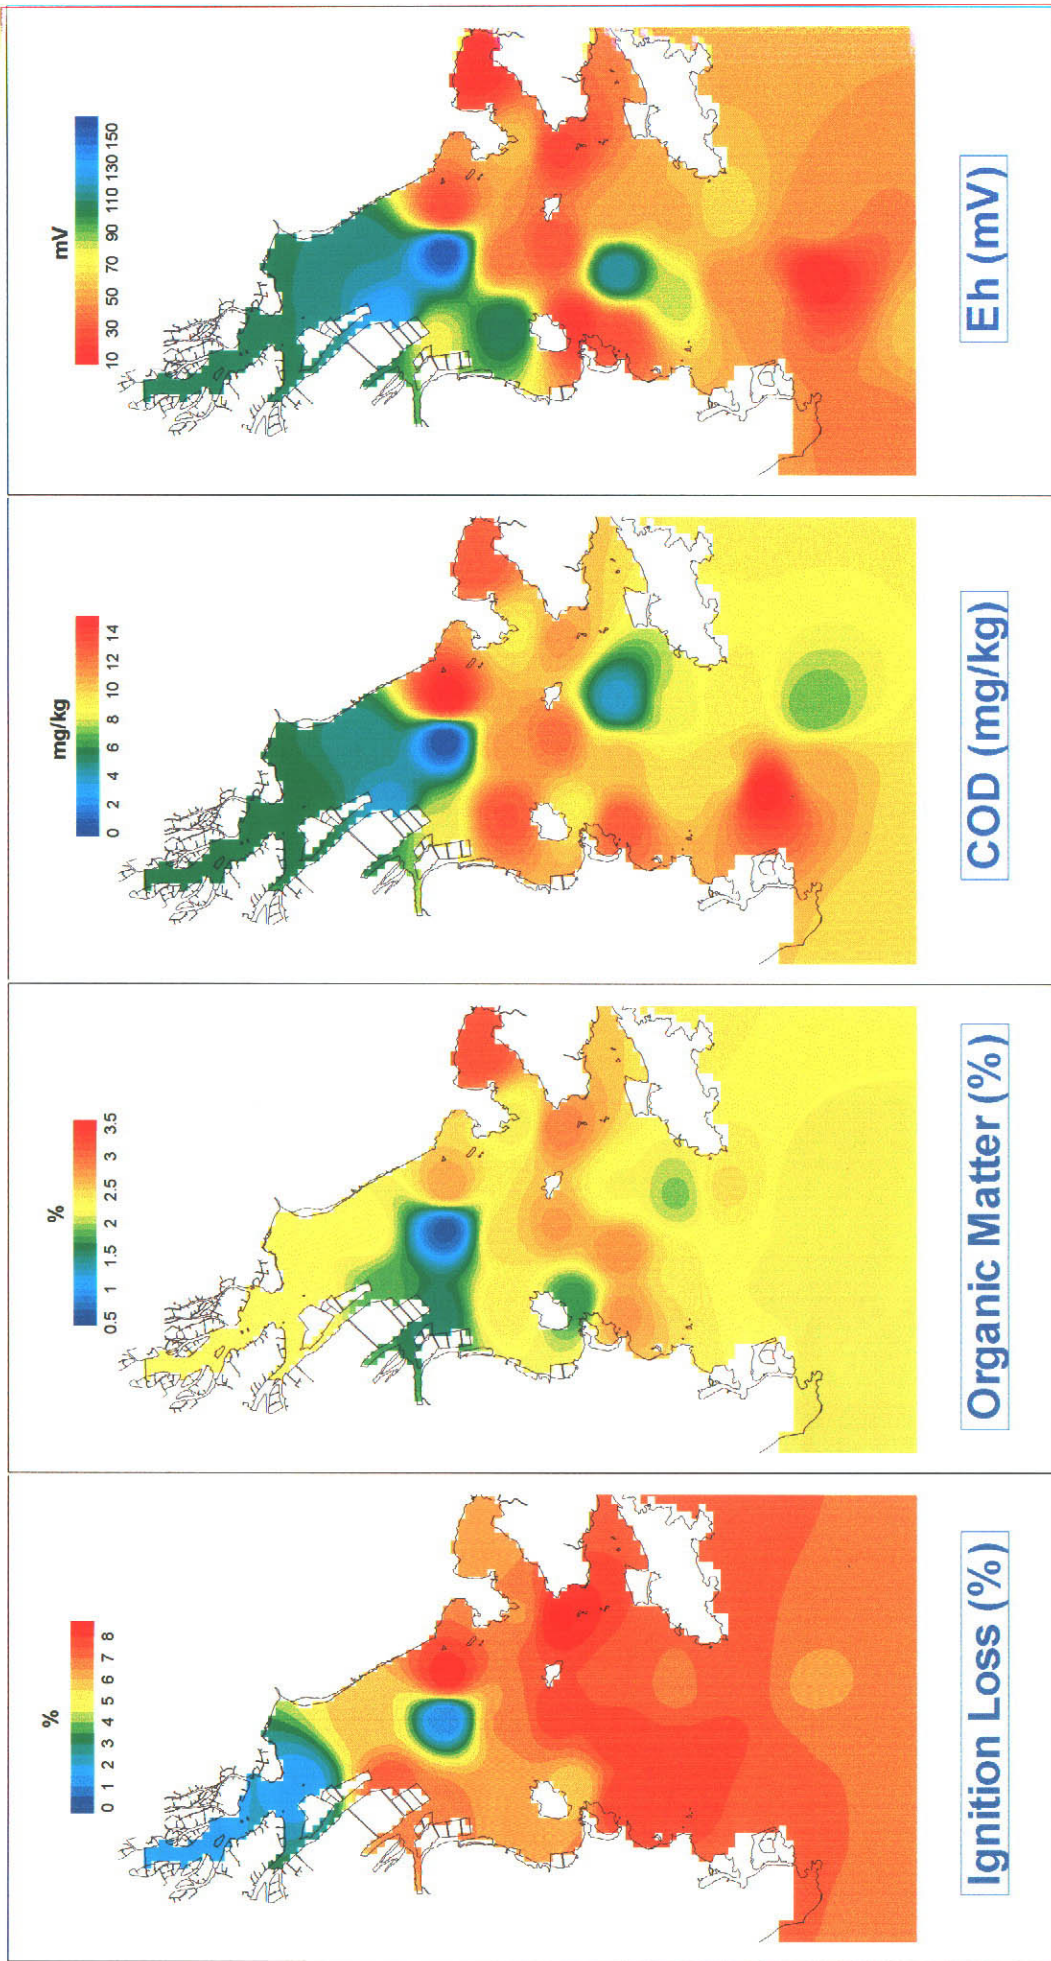 mV
10 30 50 70 90 110 130 150
Eh (mV)
mg/kg
0 2 4 6 8 10 12 14
COD (mg/kg)
%
0.5 1 1.5 2 2.5 3 3.5
Organic Matter (%)
%
0 1 2 3 4 5 6 7 8
Ignition Loss (%)